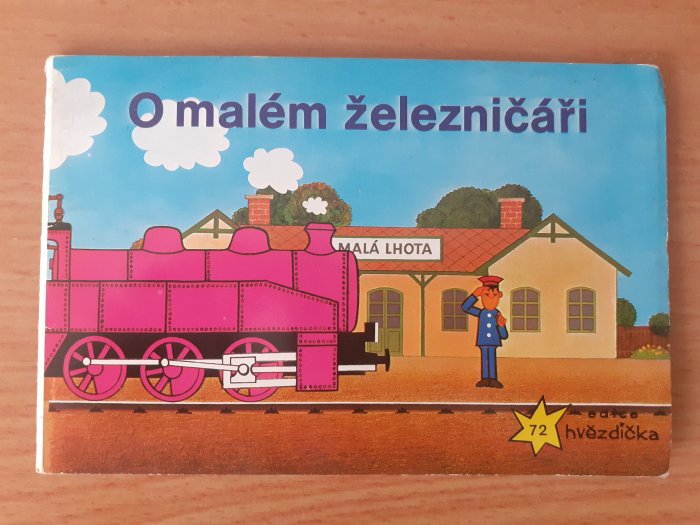 O malém železničáři
MALÁ LHOTA
72
edice
hvězdička